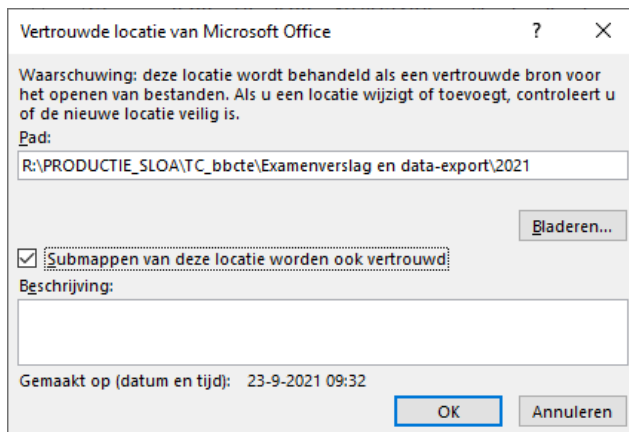 Vertrouwde locatie van Microsoft Office ? ×
Waarschuwing: deze locatie wordt behandeld als een vertrouwde bron voor
het openen van bestanden. Als u een locatie wijzigt of toevoegt, controleert u
of de nieuwe locatie veilig is.
Pad:
R:\PRODUCTIE_SLOA\TC_bbcte\Examenverslag en data-export\2021
Bladeren...
Submappen van deze locatie worden ook vertrouwd
Beschrijving:
Gemaakt op (datum en tijd): 23-9-2021 09:32
OK Annuleren